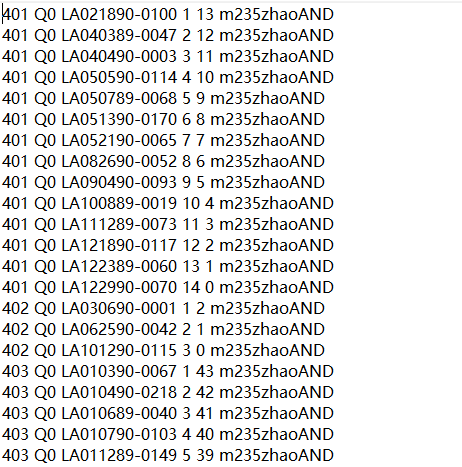 401 Q0 LA021890-0100 1 13 m235zhaoAND
401 Q0 LA040389-0047 2 12 m235zhaoAND
401 Q0 LA040490-0003 3 11 m235zhaoAND
401 Q0 LA050590-0114 4 10 m235zhaoAND
401 Q0 LA050789-0068 5 9 m235zhaoAND
401 Q0 LA051390-0170 6 8 m235zhaoAND
401 Q0 LA052190-0065 7 7 m235zhaoAND
401 Q0 LA082690-0052 8 6 m235zhaoAND
401 Q0 LA090490-0093 9 5 m235zhaoAND
401 Q0 LA100889-0019 10 4 m235zhaoAND
401 Q0 LA111289-0073 11 3 m235zhaoAND
401 Q0 LA121890-0117 12 2 m235zhaoAND
401 Q0 LA122389-0060 13 1 m235zhaoAND
401 Q0 LA122990-0070 14 0 m235zhaoAND
402 Q0 LA030690-0001 1 2 m235zhaoAND
402 Q0 LA062590-0042 2 1 m235zhaoAND
402 Q0 LA101290-0115 3 0 m235zhaoAND
403 Q0 LA010390-0067 1 43 m235zhaoAND
403 Q0 LA010490-0218 2 42 m235zhaoAND
403 Q0 LA010689-0040 3 41 m235zhaoAND
403 Q0 LA010790-0103 4 40 m235zhaoAND
403 Q0 LA011289-0149 5 39 m235zhaoAND